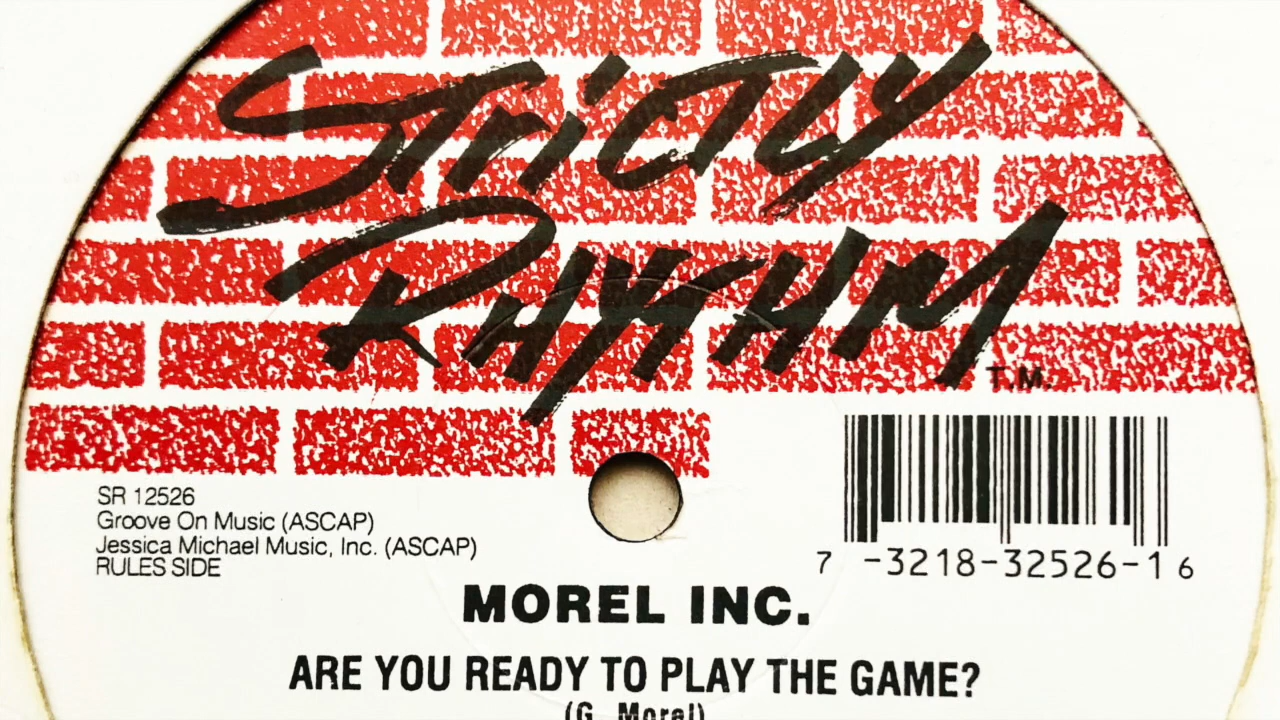 Strictly
Rhythm
T.M.
SR 12526
Groove On Music (ASCAP)
Jessica Michael Music, Inc. (ASCAP)
RULES SIDE
7 -3218-32526-1 6
MOREL INC.
ARE YOU READY TO PLAY THE GAME?
(G. Morel)